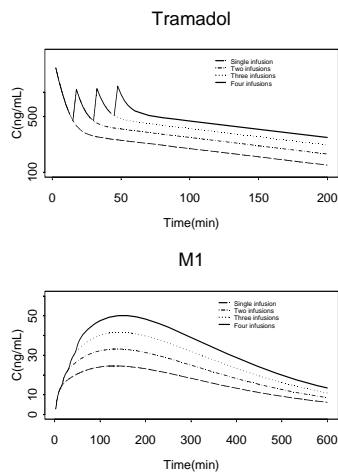 Tramadol
Single infusion
Two infusions
Three infusions
Four infusions
C(ng/mL)
500
100
0
50
100
150
200
Time(min)
M1
Single infusion
Two infusions
Three infusions
Four infusions
C(ng/mL)
50
30
10
0
0
100
200
300
400
500
600
Time(min)